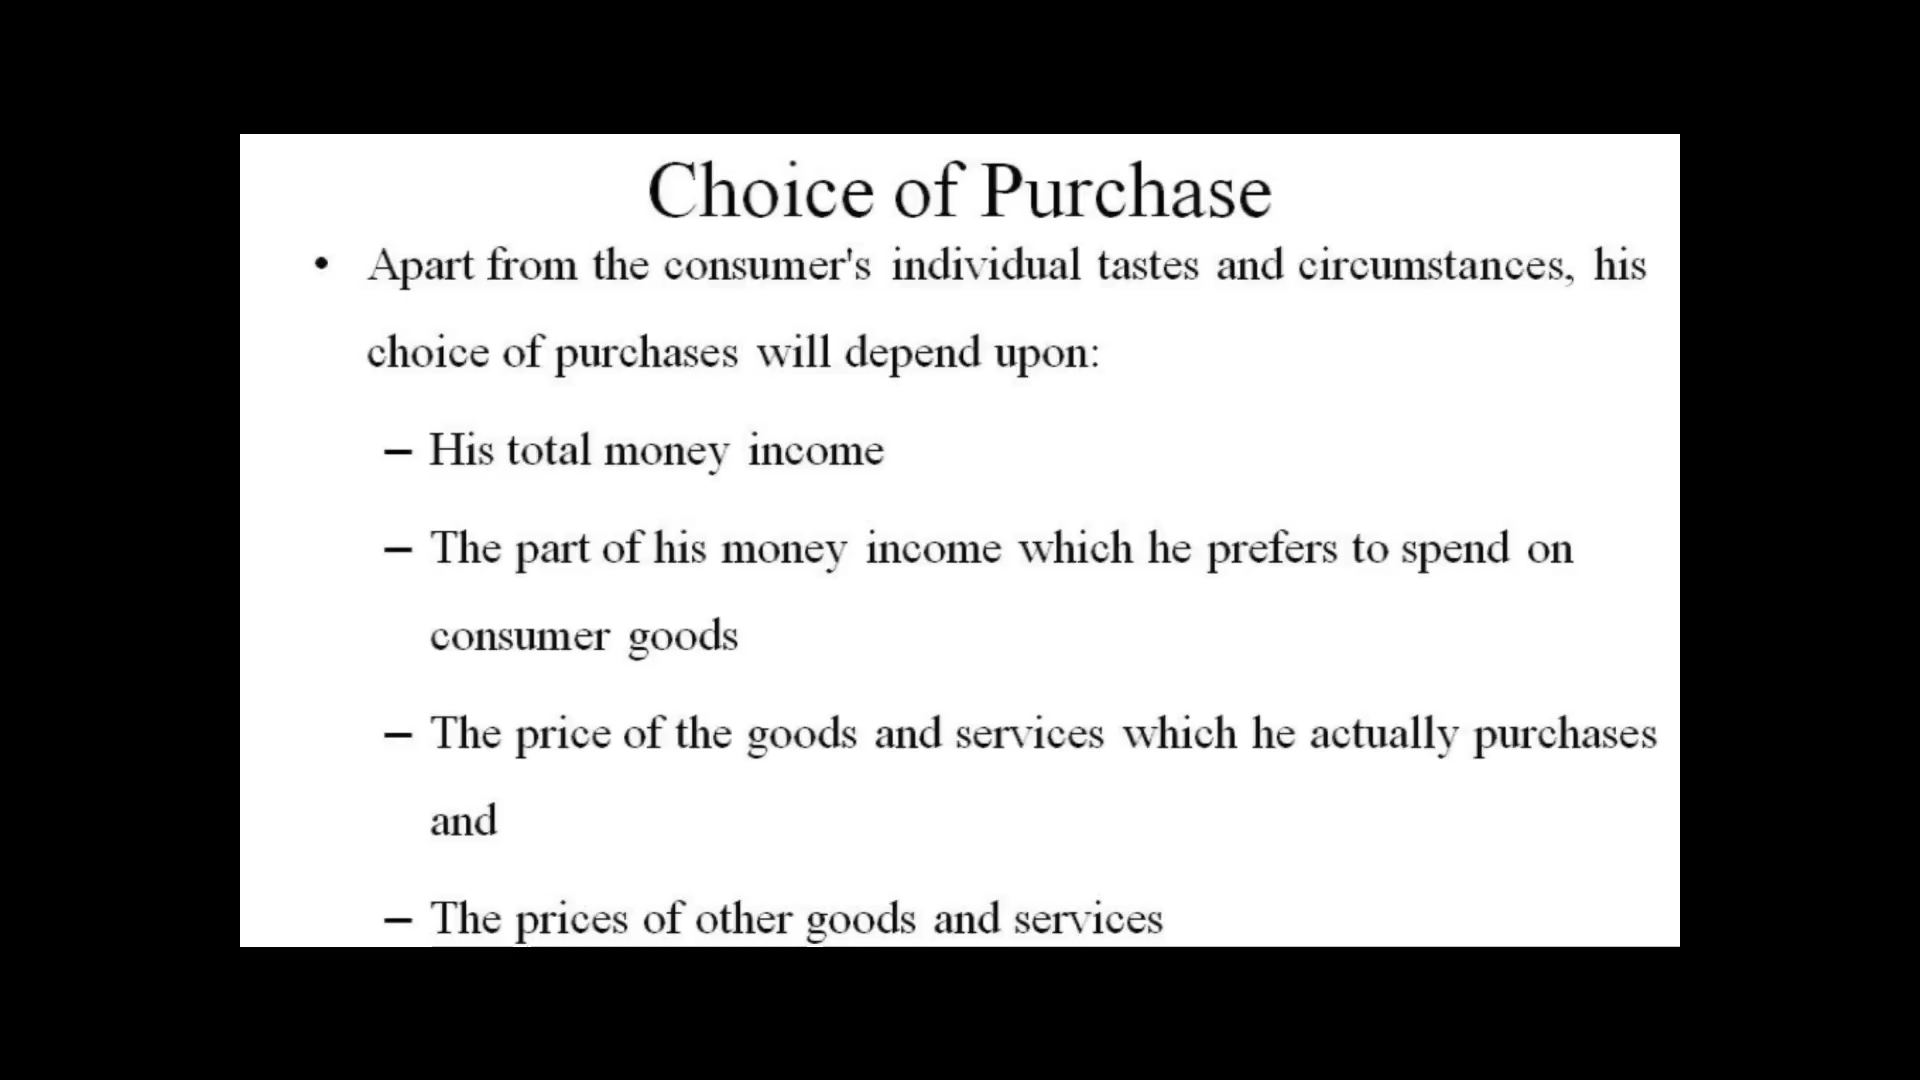 Choice of Purchase
• Apart from the consumer's individual tastes and circumstances, his
choice of purchases will depend upon:
– His total money income
– The part of his money income which he prefers to spend on
consumer goods
– The price of the goods and services which he actually purchases
and
– The prices of other goods and services